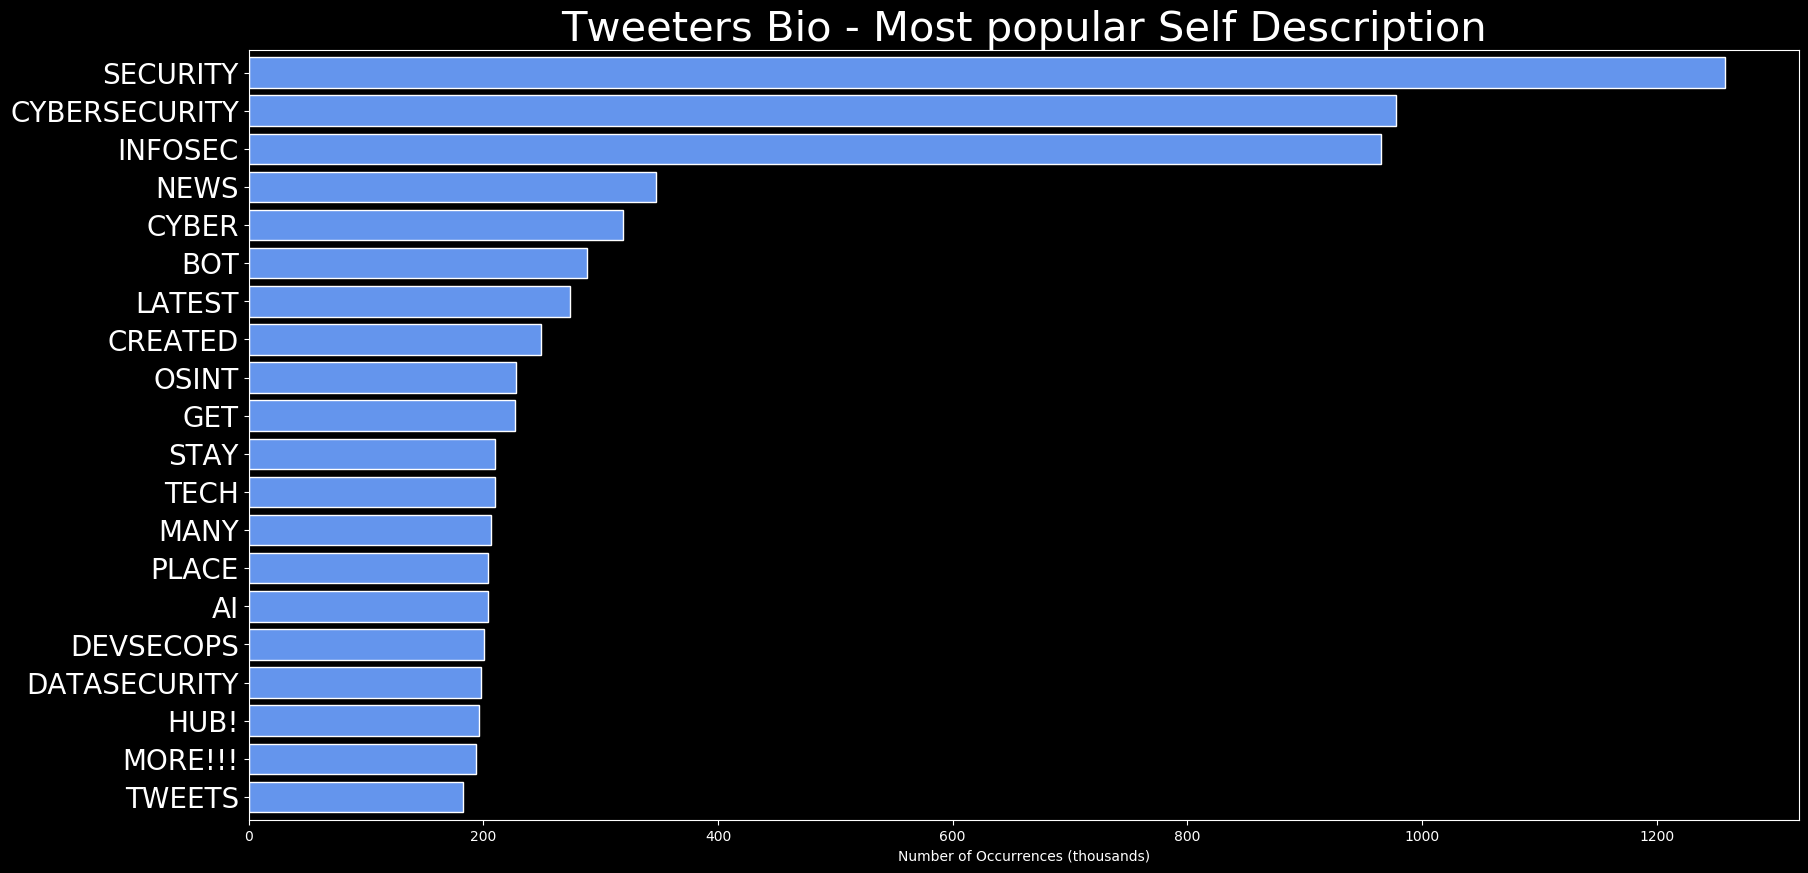 Tweeters Bio - Most popular Self Description
SECURITY
CYBERSECURITY
INFOSEC
NEWS
CYBER
BOT
LATEST
CREATED
OSINT
GET
STAY
TECH
MANY
PLACE
AI
DEVSECOPS
DATASECURITY
HUB!
MORE!!!
TWEETS
0 200 400 600 800 1000 1200
Number of Occurrences (thousands)